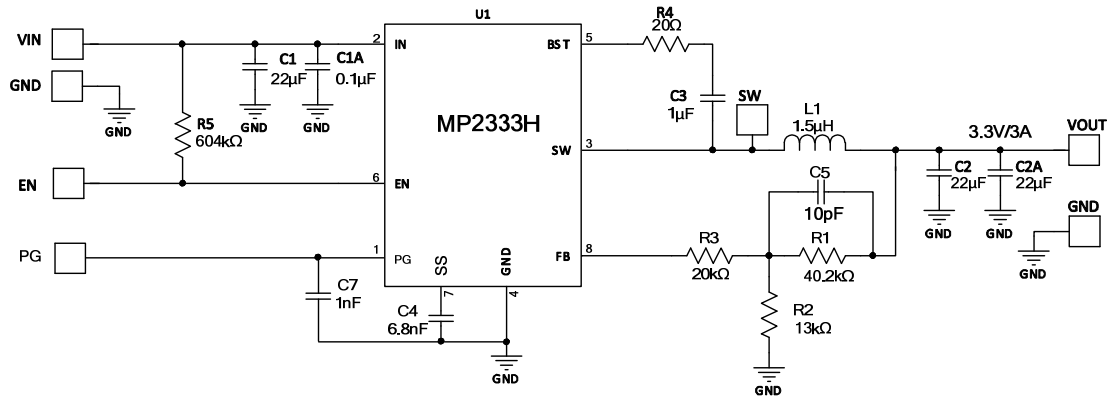 U1
VIN
GND
GND
R5
604kΩ
C1
22µF
GND
C1A
0.1µF
GND
2
IN
BST
5
R4
20Ω
C3
1µF
SW
L1
1.5µH
3.3V/3A
VOUT
MP2333H
SW
3
EN
6
EN
C5
10pF
C2
22µF
GND
C2A
22µF
GND
GND
GND
PG
1
PG
FB
8
R3
20kΩ
R1
40.2kΩ
R2
13kΩ
GND
C7
1nF
SS
7
GND
4
C4
6.8nF
GND